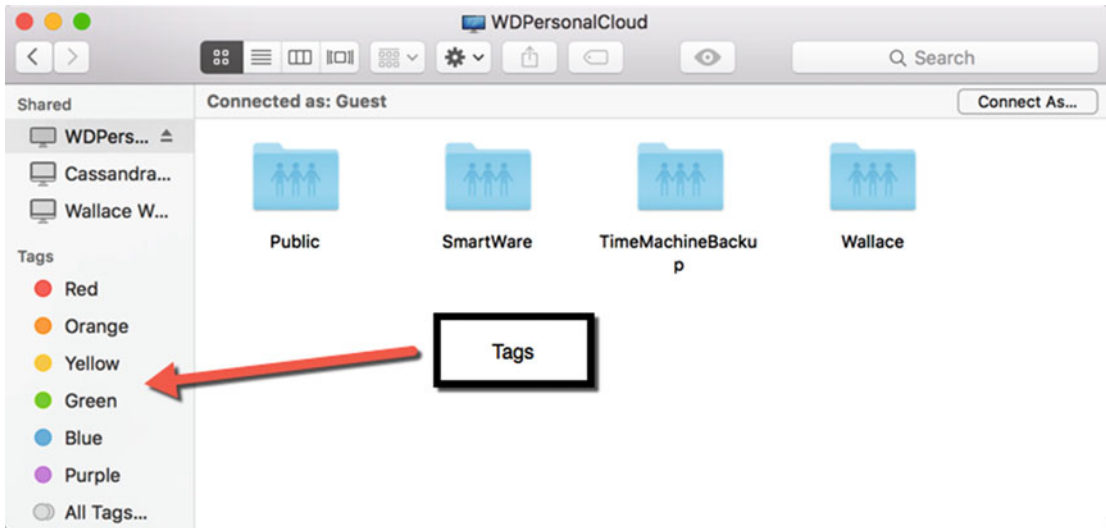 WDPersonalCloud
Search
Shared
Connected as: Guest
Connect As...
WDPers...
Cassandra...
Wallace W...
Public
SmartWare
TimeMachineBacku
p
Wallace
Tags
Red
Orange
Yellow
Green
Blue
Purple
All Tags...
Tags